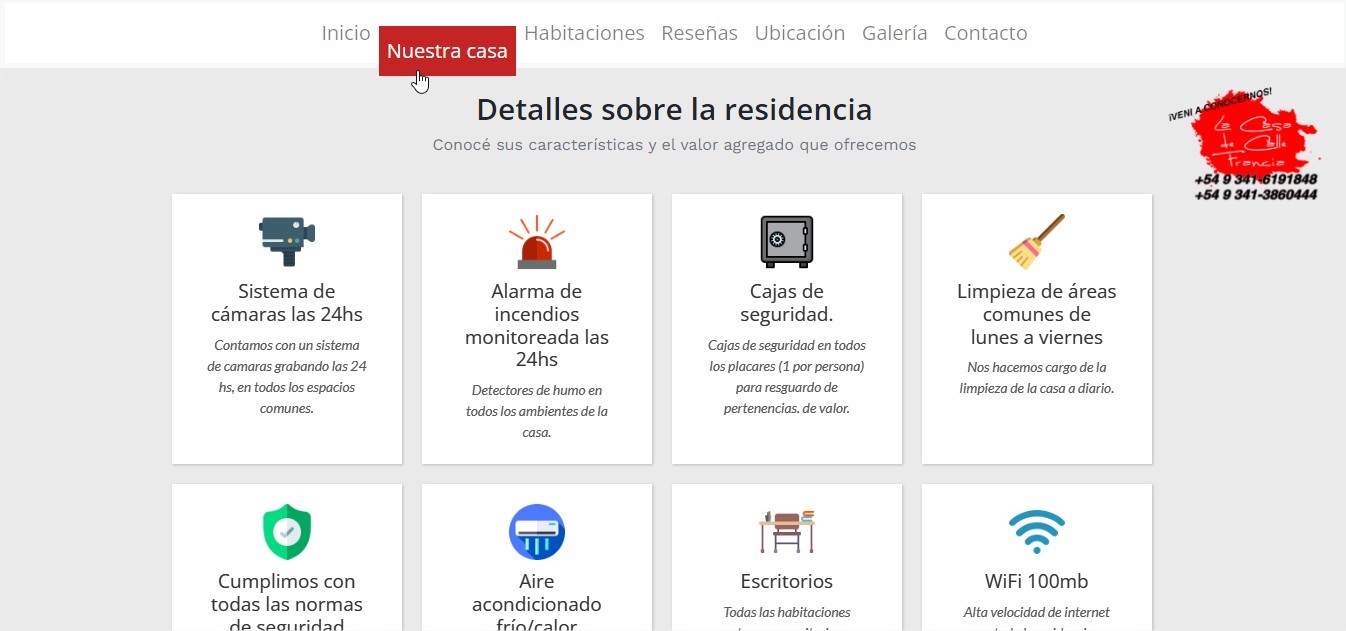 Inicio Nuestra casa Habitaciones Reseñas Ubicación Galería Contacto
Detalles sobre la residencia
Conocé sus características y el valor agregado que ofrecemos
¡VENI A CONOCERNOS!
La Casa
de Calle
Francia
+54 9 341-6191848
+54 9 341-3860444
Sistema de
cámaras las 24hs
Contamos con un sistema
de camaras grabando las 24
hs, en todos los espacios
comunes.
Alarma de
incendios
monitoreada las
24hs
Detectores de humo en
todos los ambientes de la
casa.
Cajas de
seguridad.
Cajas de seguridad en todos
los placares (1 por persona)
para resguardo de
pertenencias. de valor.
Limpieza de áreas
comunes de
lunes a viernes
Nos hacemos cargo de la
limpieza de la casa a diario.
Cumplimos con
todas las normas
de seguridad
Aire
acondicionado
frío/calor
Escritorios
Todas las habitaciones
WiFi 100mb
Alta velocidad de internet